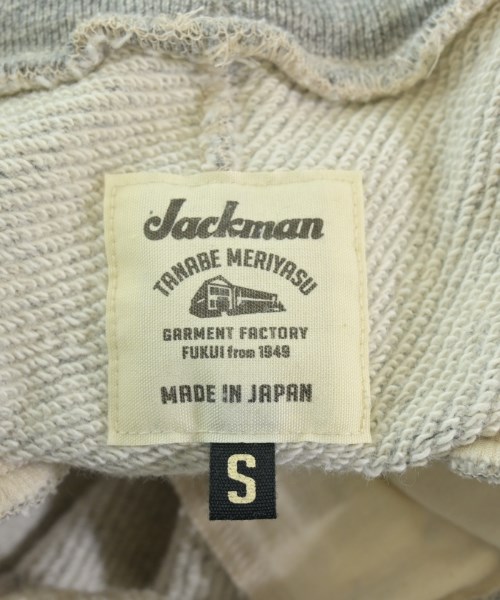 Jackman
TANABE MERIYASU
GARMENT FACTORY
FUKUI from 1949
MADE IN JAPAN
S